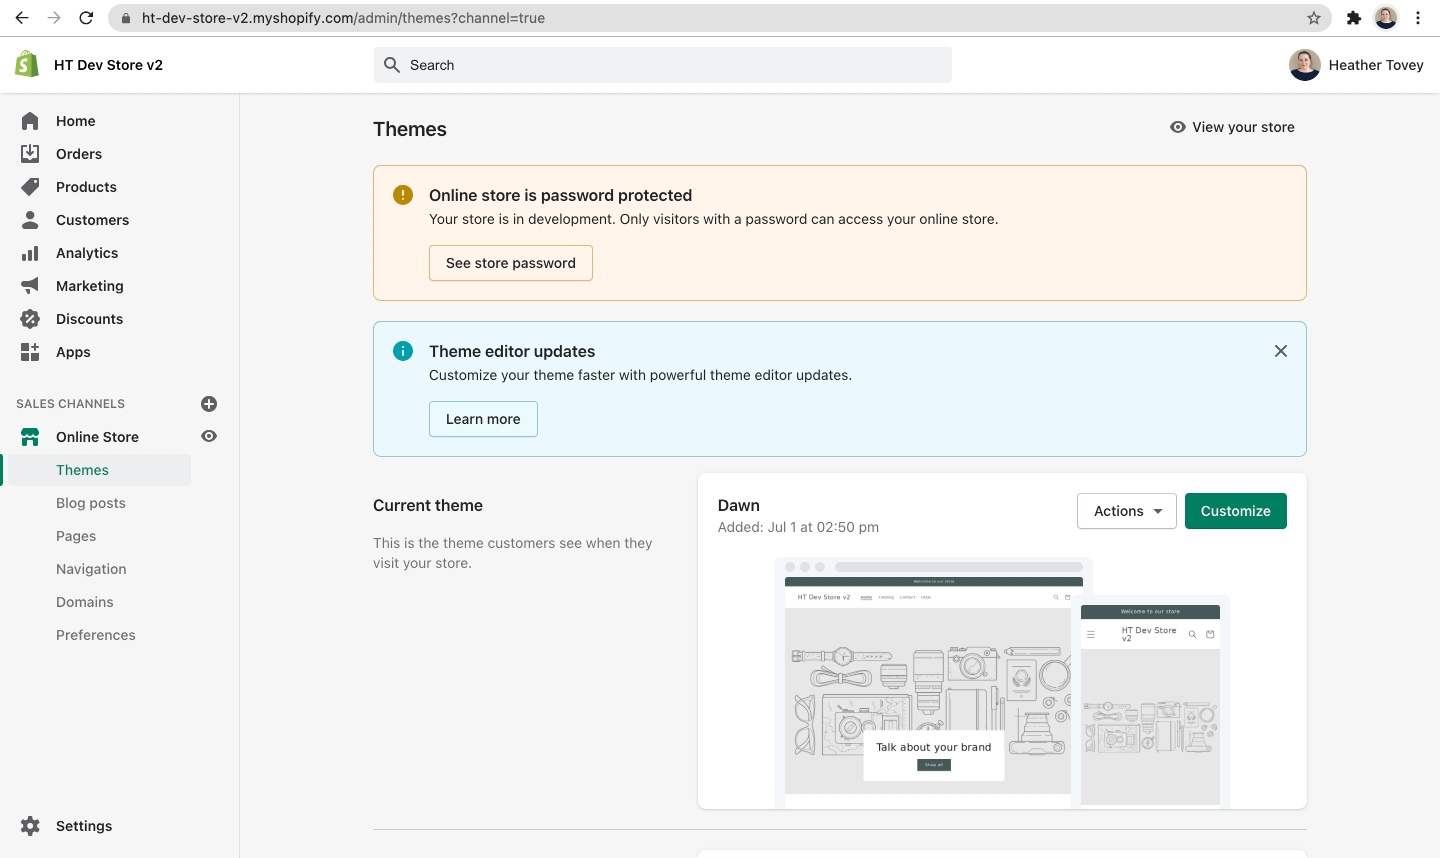 ht-dev-store-v2.myshopify.com/admin/themes?channel=true
HT Dev Store v2
Search
Heather Tovey
Home
Orders
Products
Customers
Analytics
Marketing
Discounts
Apps
SALES CHANNELS
Online Store
Themes
Blog posts
Pages
Navigation
Domains
Preferences
Settings
Themes
View your store
Online store is password protected
Your store is in development. Only visitors with a password can access your online store.
See store password
Theme editor updates
Customize your theme faster with powerful theme editor updates.
Learn more
Current theme
This is the theme customers see when they
visit your store.
Dawn
Added: Jul 1 at 02:50 pm
Actions
Customize
Welcome to our store
HT Dev Store v2 Home Catalog Contact FAQs
Talk about your brand
Shop all
Welcome to our store
HT Dev Store
v2